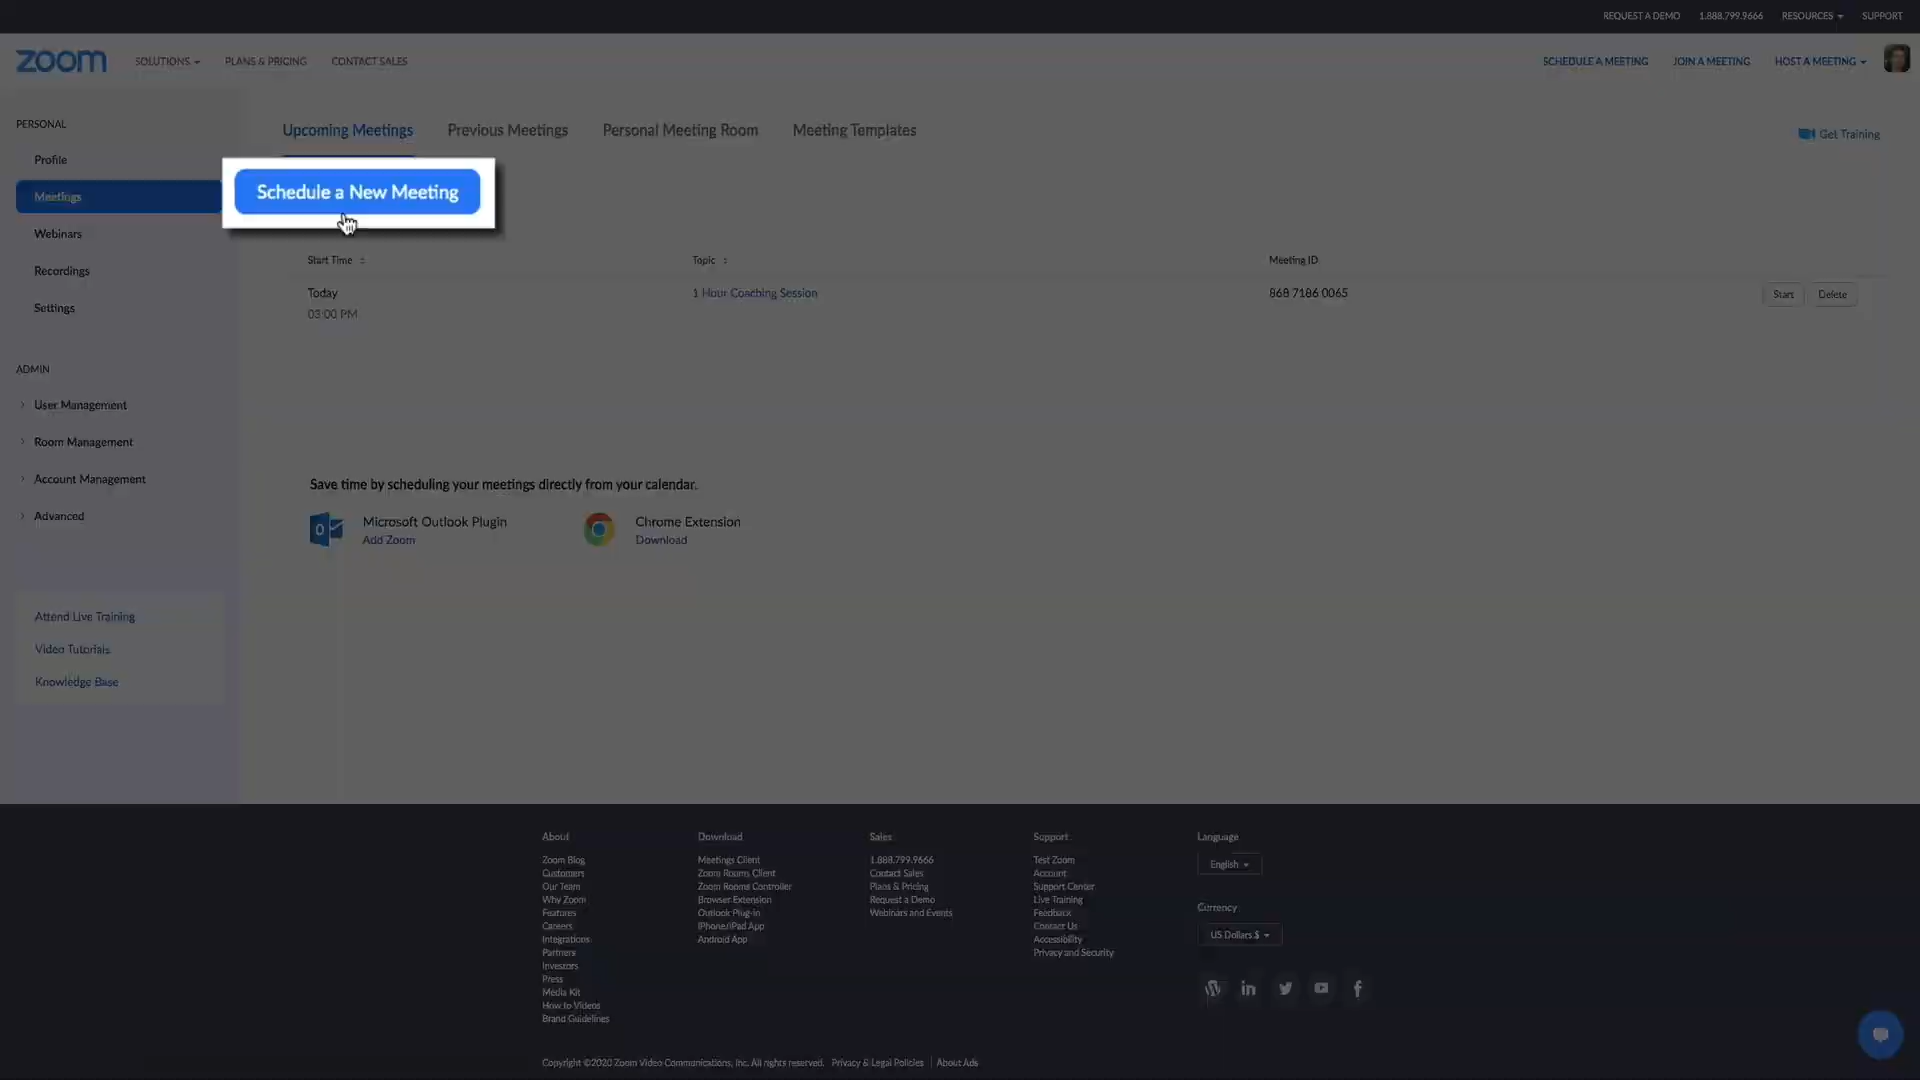 REQUEST A DEMO 1.888.799.9666 RESOURCES SUPPORT
zoom SOLUTIONS PLANS & PRICING CONTACT SALES SCHEDULE A MEETING JOIN A MEETING HOST A MEETING
PERSONAL
Profile
Meetings
Webinars
Recordings
Settings
ADMIN
User Management
Room Management
Account Management
Advanced
Attend Live Training
Video Tutorials
Knowledge Base
Upcoming Meetings Previous Meetings Personal Meeting Room Meeting Templates
Get Training
Schedule a New Meeting
Start Time Topic Meeting ID
Today 1 Hour Coaching Session 868 7186 0065 Start Delete
03:00 PM
Save time by scheduling your meetings directly from your calendar.
Microsoft Outlook Plugin
Add Zoom
Chrome Extension
Download
About
Zoom Blog
Customers
Our Team
Why Zoom
Features
Careers
Integrations
Partners
Investors
Press
Media Kit
How to Videos
Brand Guidelines
Download
Meetings Client
Zoom Rooms Client
Zoom Rooms Controller
Browser Extension
Outlook Plug-in
iPhone/iPad App
Android App
Sales
1.888.799.9666
Contact Sales
Plans & Pricing
Request a Demo
Webinars and Events
Support
Test Zoom
Account
Support Center
Live Training
Feedback
Contact Us
Accessibility
Privacy and Security
Language
English
Currency
US Dollars $
Copyright ©2020 Zoom Video Communications, Inc. All rights reserved. Privacy & Legal Policies | About Ads